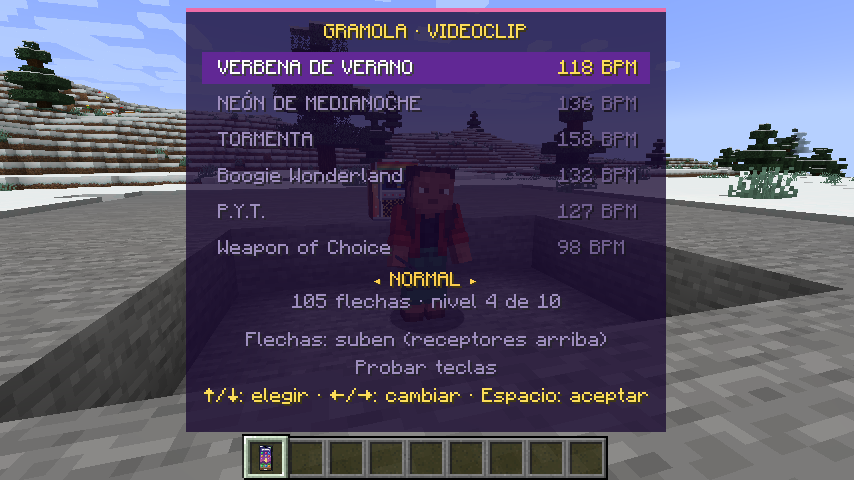 GRAMOLA · VIDEOCLIP
VERBENA DE VERANO 118 BPM
NEÓN DE MEDIANOCHE 136 BPM
TORMENTA 158 BPM
Boogie Wonderland 132 BPM
P.Y.T. 127 BPM
Weapon of Choice 98 BPM
◂ NORMAL ▸
105 flechas · nivel 4 de 10
Flechas: suben (receptores arriba)
Probar teclas
↑/↓: elegir · ←/→: cambiar · Espacio: aceptar